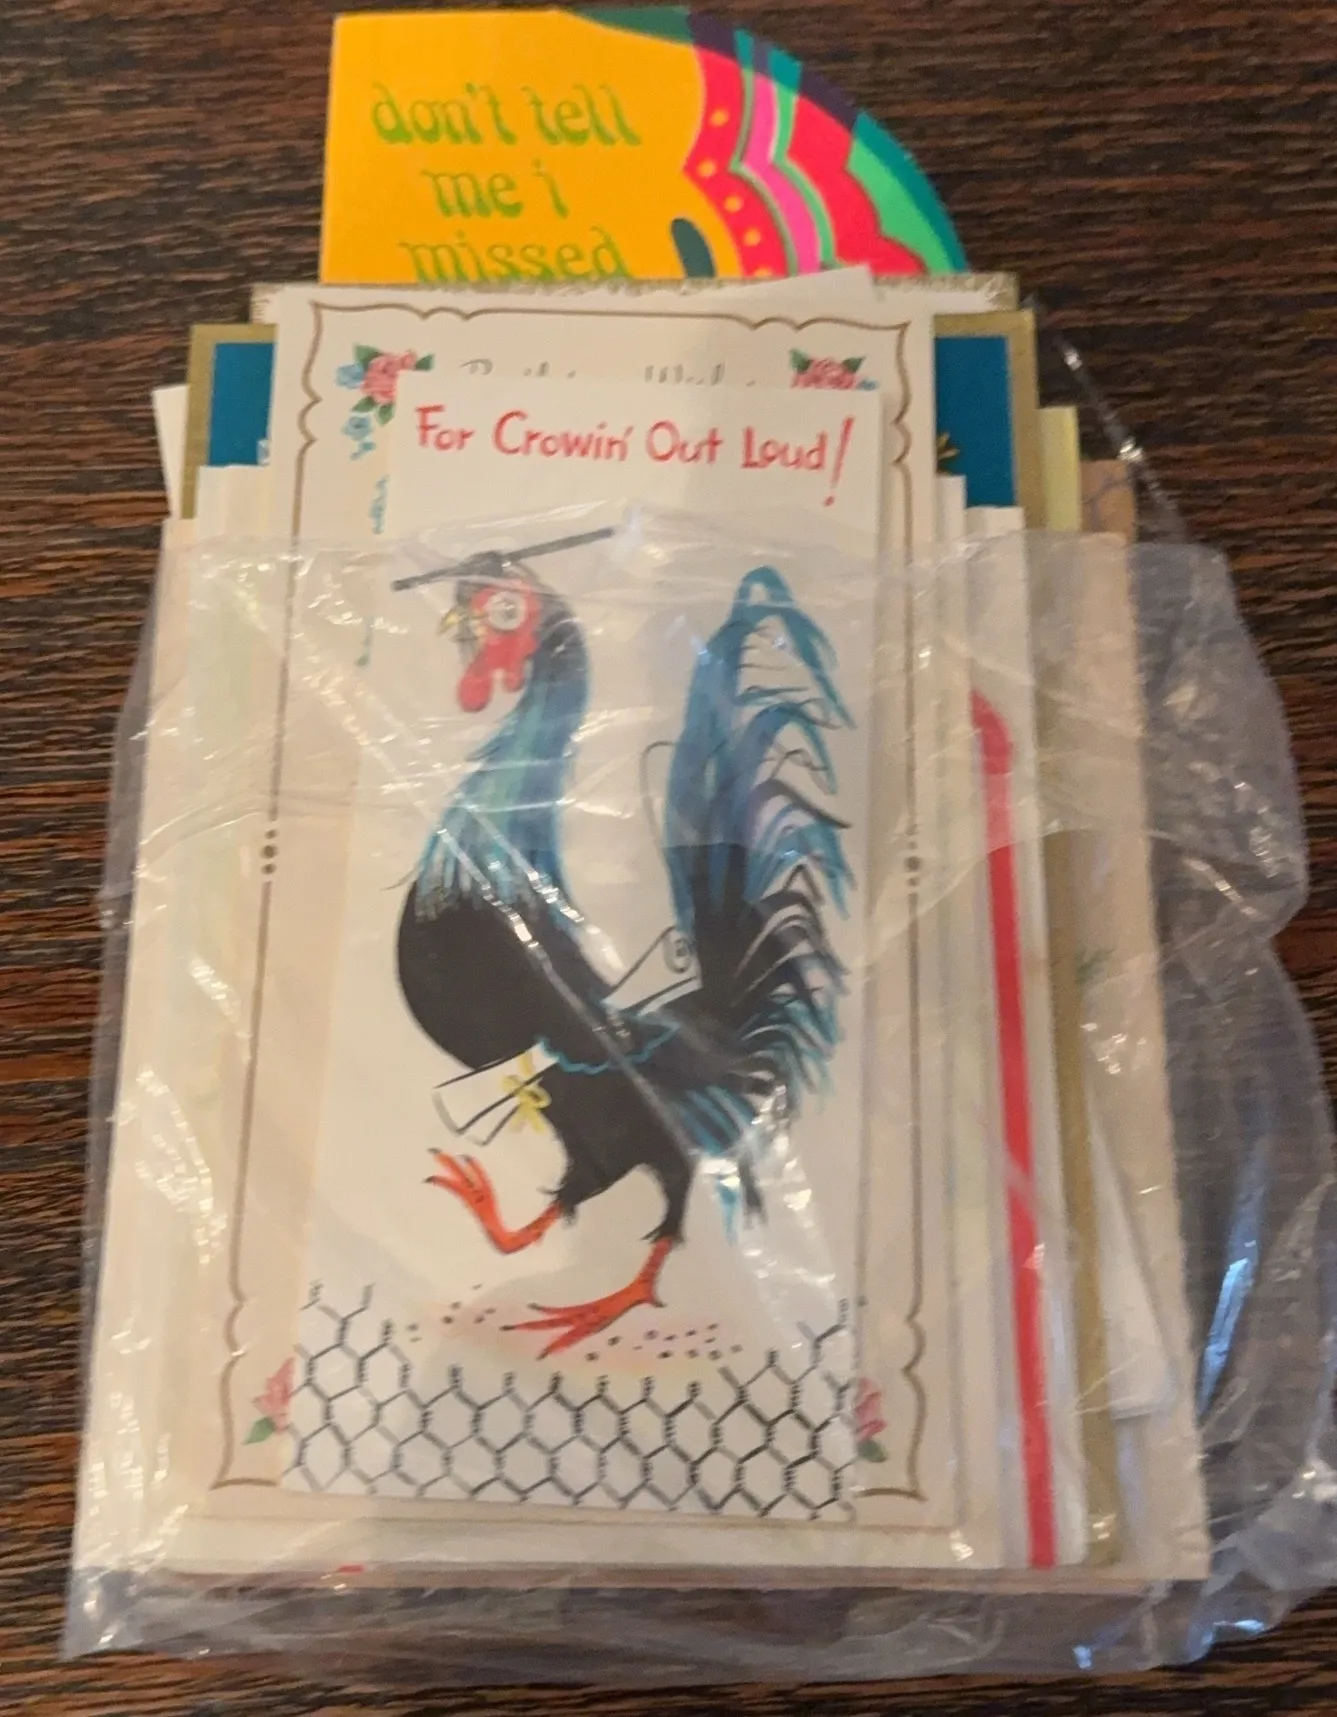 don't tell
me i
missed
For Crowin' Out Loud!